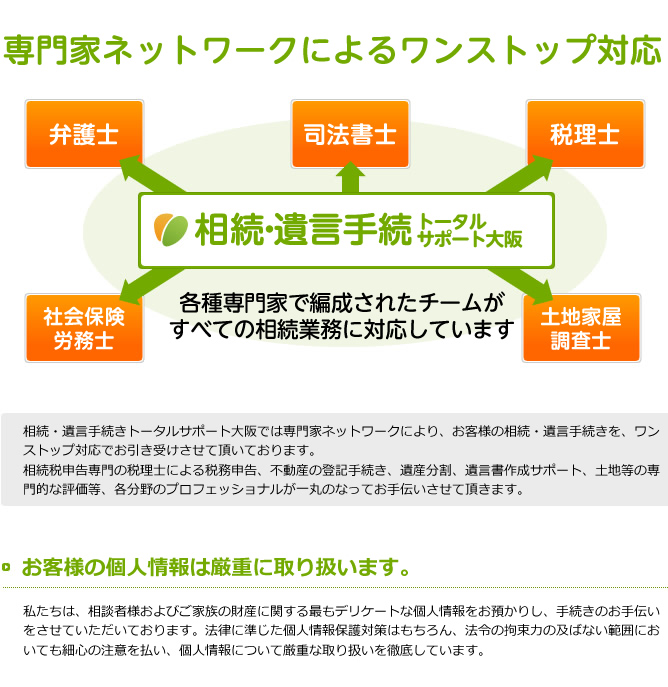 専門家ネットワークによるワンストップ対応
弁護士
司法書士
税理士
相続・遺言手続 トータル
サポート大阪
社会保険
労務士
各種専門家で編成されたチームが
すべての相続業務に対応しています
土地家屋
調査士
相続・遺言手続きトータルサポート大阪では専門家ネットワークにより、お客様の相続・遺言手続きを、ワン
ストップ対応でお引き受けさせて頂いております。
相続税申告専門の税理士による税務申告、不動産の登記手続き、遺産分割、遺言書作成サポート、土地等の専
門的な評価等、各分野のプロフェッショナルが一丸のなってお手伝いさせて頂きます。
お客様の個人情報は厳重に取り扱います。
私たちは、相談者様およびご家族の財産に関する最もデリケートな個人情報をお預かりし、手続きのお手伝い
をさせていただいております。法律に準じた個人情報保護対策はもちろん、法令の拘束力の及ばない範囲にお
いても細心の注意を払い、個人情報について厳重な取り扱いを徹底しています。